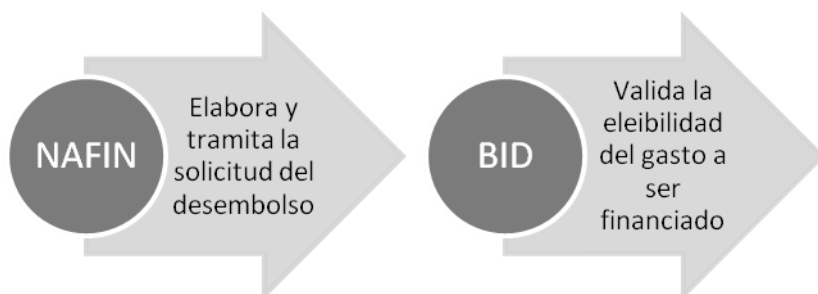 NAFIN
Elabora y
tramita la
solicitud del
desembolso
BID
Valida la
eleibilidad
del gasto a
ser
financiado